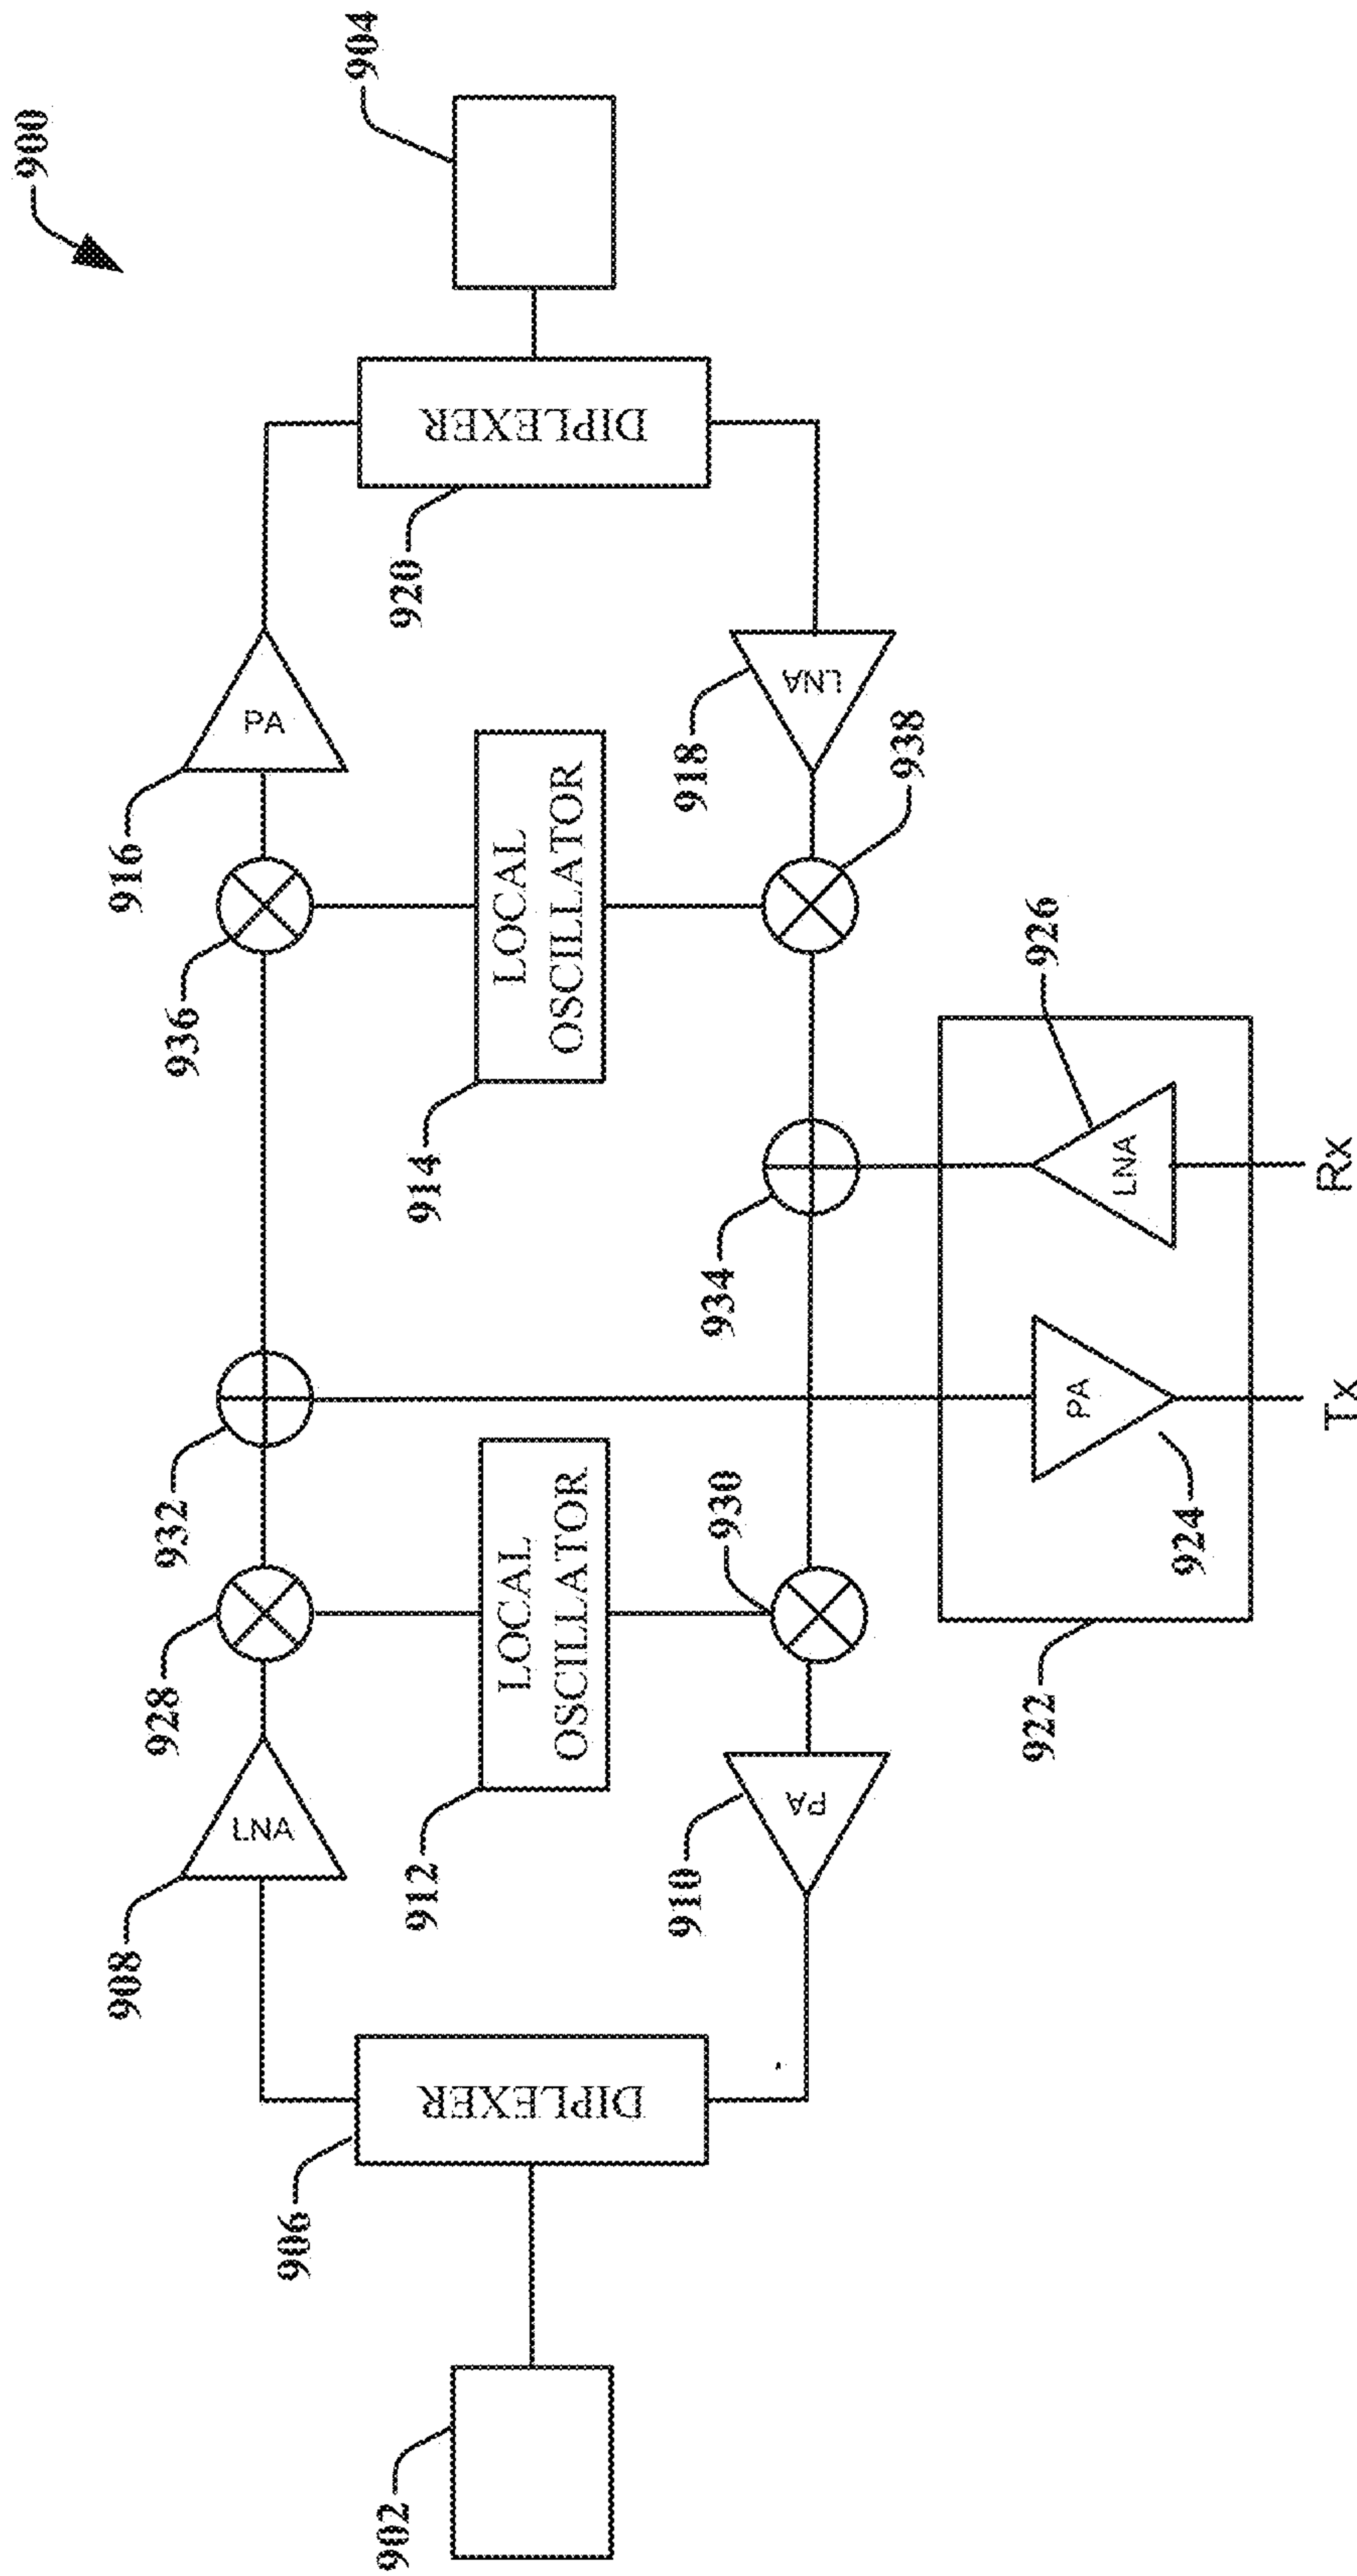 900
904
DIPLEXER
920
916
PA
LNA
918
936
LOCAL
OSCILLATOR
938
914
926
934
LNA
Rx
932
PA
Tx
924
928
LOCAL
OSCILLATOR
930
922
908
LNA
912
PA
910
DIPLEXER
906
902